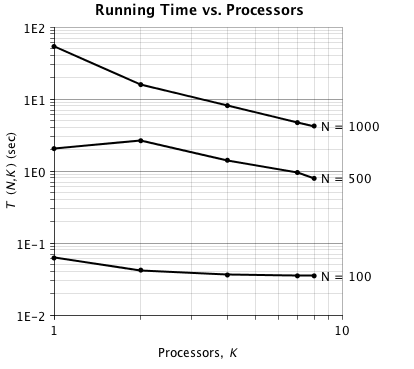 Running Time vs. Processors
1E2
1E1
1E0
1E-1
1E-2
T (N,K) (sec)
N = 1000
N = 500
N = 100
1
10
Processors, K